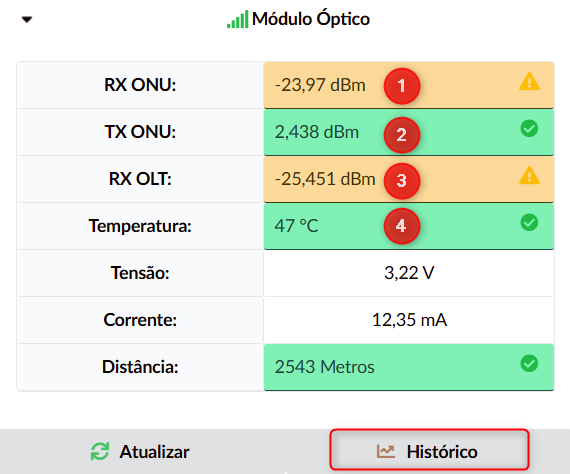 Módulo Óptico
RX ONU: -23,97 dBm 1
TX ONU: 2,438 dBm 2
RX OLT: -25,451 dBm 3
Temperatura: 47 °C 4
Tensão: 3,22 V
Corrente: 12,35 mA
Distância: 2543 Metros
Atualizar Histórico